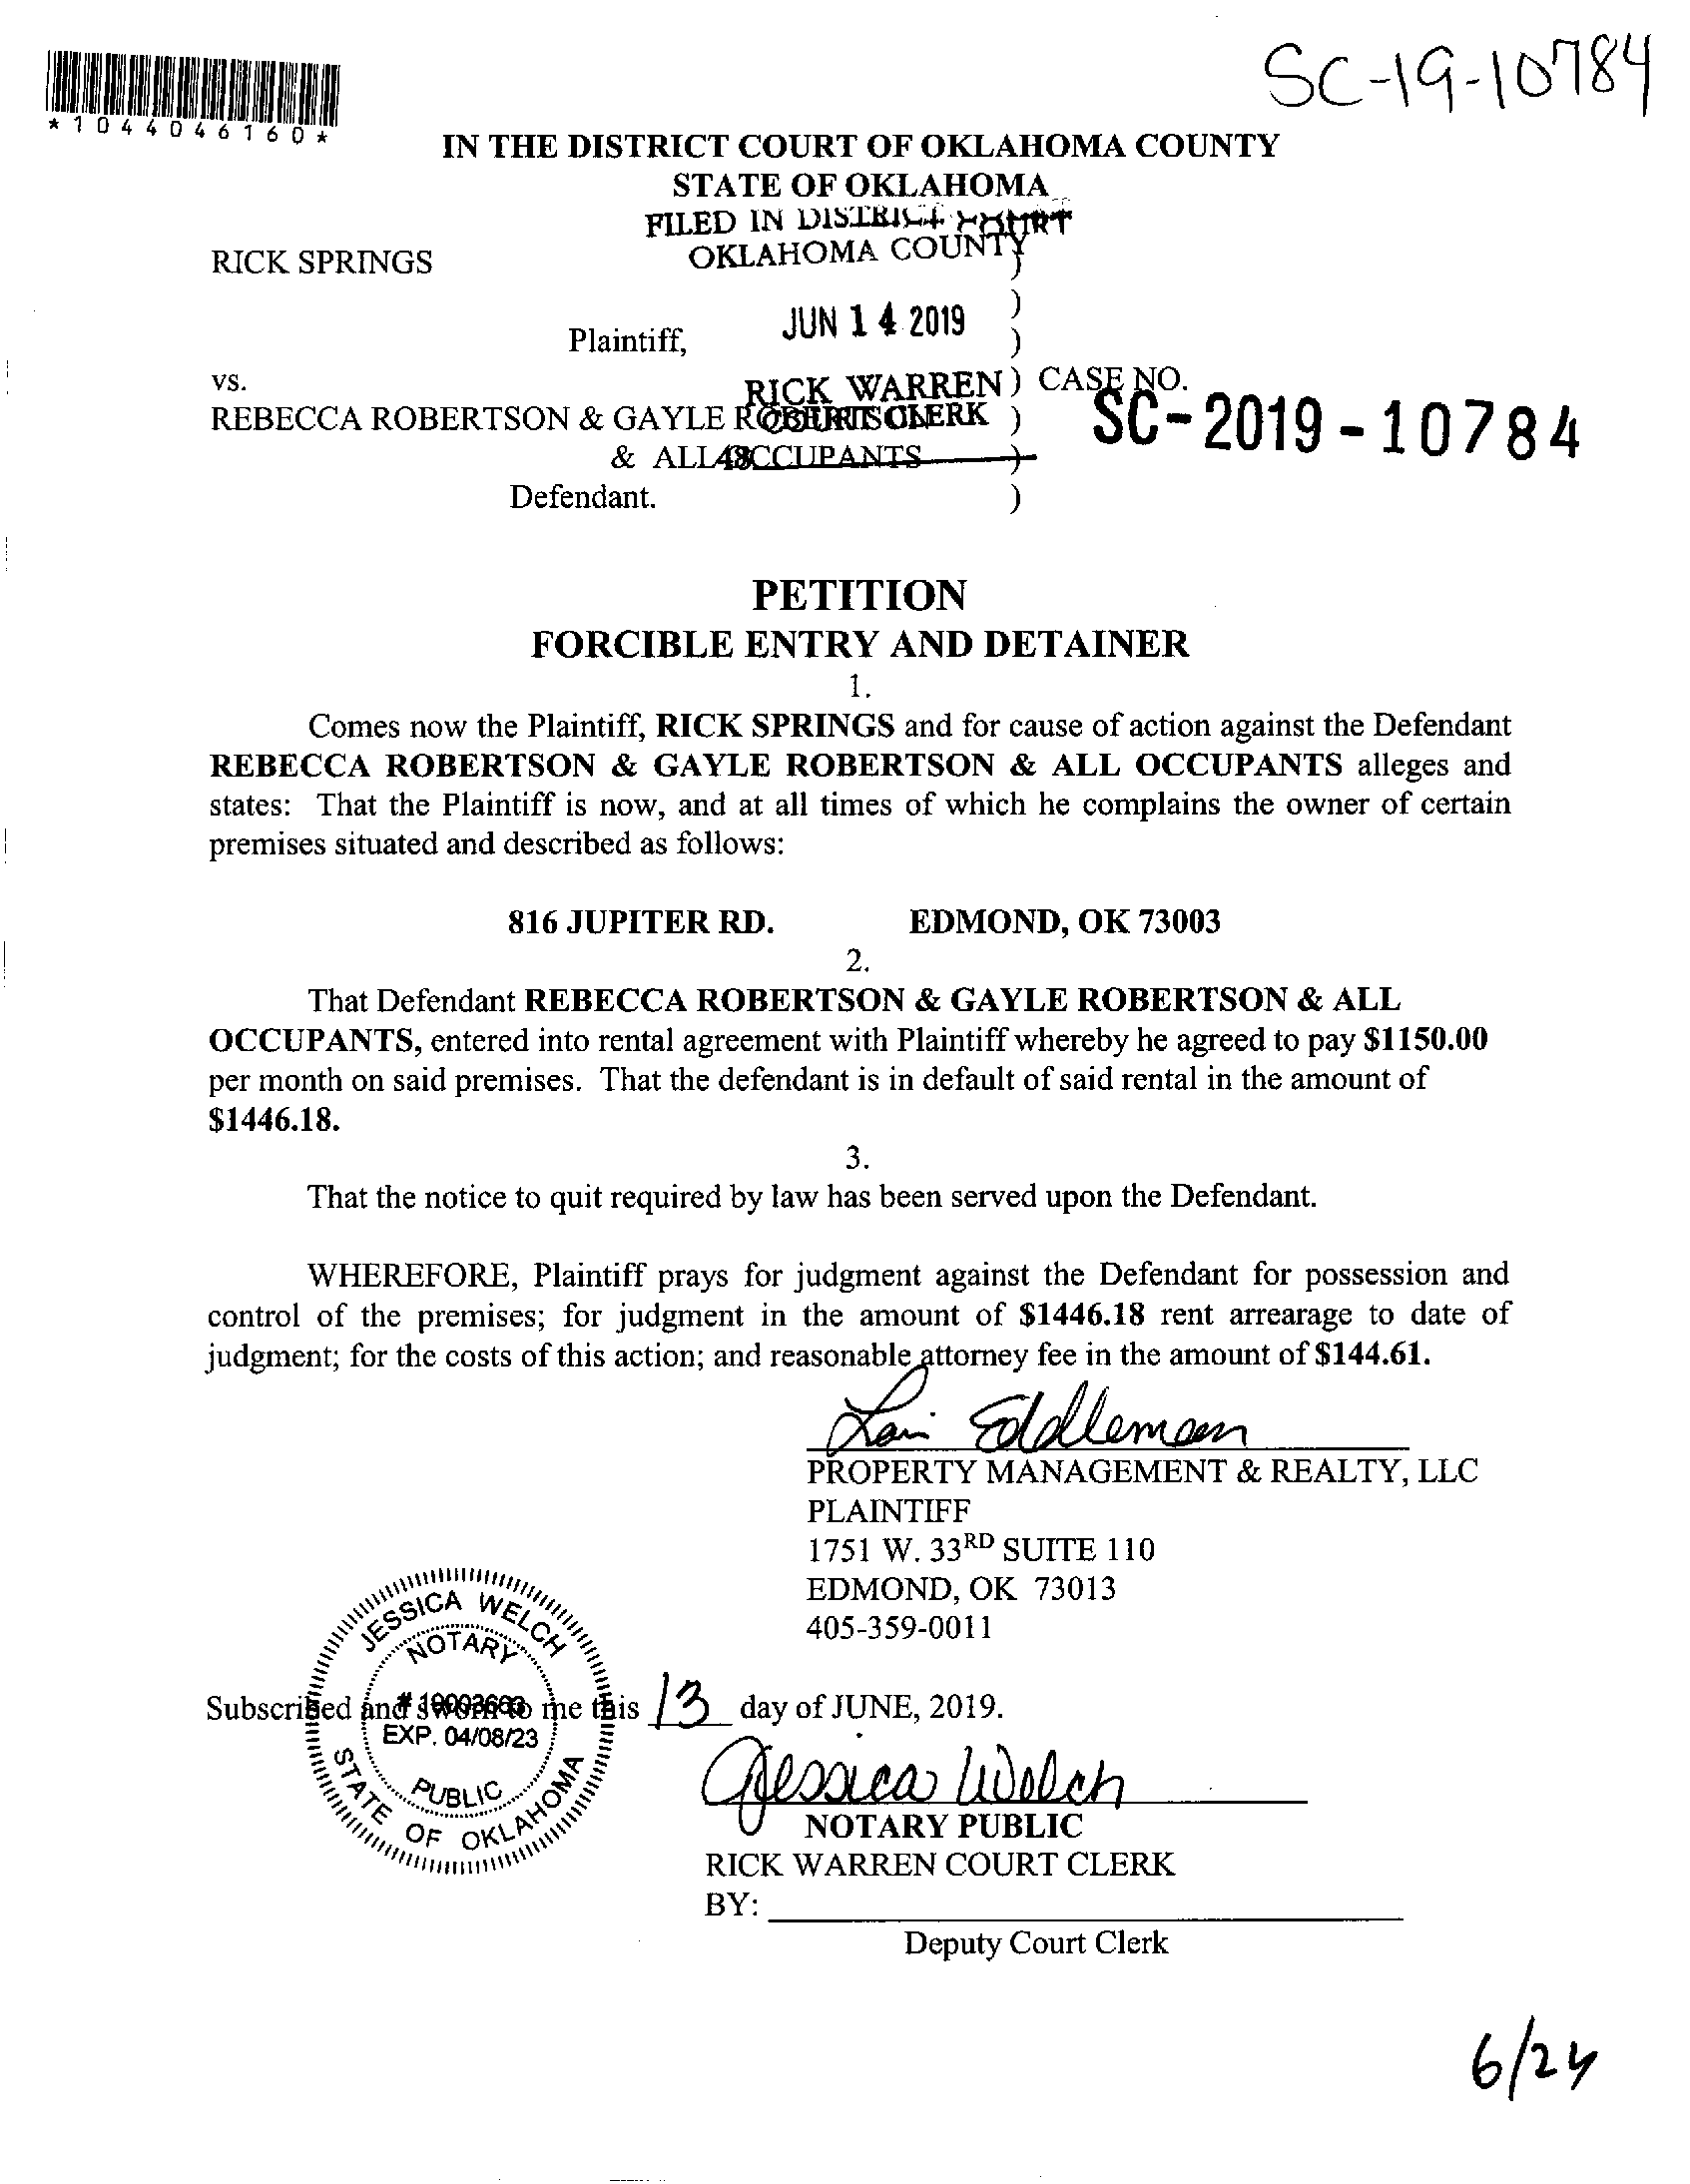 SC-19-10784
*1044046160*
IN THE DISTRICT COURT OF OKLAHOMA COUNTY
STATE OF OKLAHOMA
FILED IN DISTRICT COURT
OKLAHOMA COUNTY
RICK SPRINGS )
)
JUN 14 2019
Plaintiff, )
vs. ) CASE NO.
RICK WARREN
REBECCA ROBERTSON & GAYLE ROBERTSON )
COURT CLERK
SC-2019-10784
& ALL OCCUPANTS )
48
Defendant. )
PETITION
FORCIBLE ENTRY AND DETAINER
1.
Comes now the Plaintiff, RICK SPRINGS and for cause of action against the Defendant
REBECCA ROBERTSON & GAYLE ROBERTSON & ALL OCCUPANTS alleges and
states: That the Plaintiff is now, and at all times of which he complains the owner of certain
premises situated and described as follows:
816 JUPITER RD. EDMOND, OK 73003
2.
That Defendant REBECCA ROBERTSON & GAYLE ROBERTSON & ALL
OCCUPANTS, entered into rental agreement with Plaintiff whereby he agreed to pay $1150.00
per month on said premises. That the defendant is in default of said rental in the amount of
$1446.18.
3.
That the notice to quit required by law has been served upon the Defendant.
WHEREFORE, Plaintiff prays for judgment against the Defendant for possession and
control of the premises; for judgment in the amount of $1446.18 rent arrearage to date of
judgment; for the costs of this action; and reasonable attorney fee in the amount of $144.61.
Lori Eddleman
PROPERTY MANAGEMENT & REALTY, LLC
PLAINTIFF
1751 W. 33RD SUITE 110
EDMOND, OK 73013
405-359-0011
JESSICA WELCH
NOTARY
Subscribed and sworn to me this 13 day of JUNE, 2019.
EXP. 04/08/23
PUBLIC
STATE OF OKLAHOMA
Jessica Welch
NOTARY PUBLIC
RICK WARREN COURT CLERK
BY:
Deputy Court Clerk
6/24